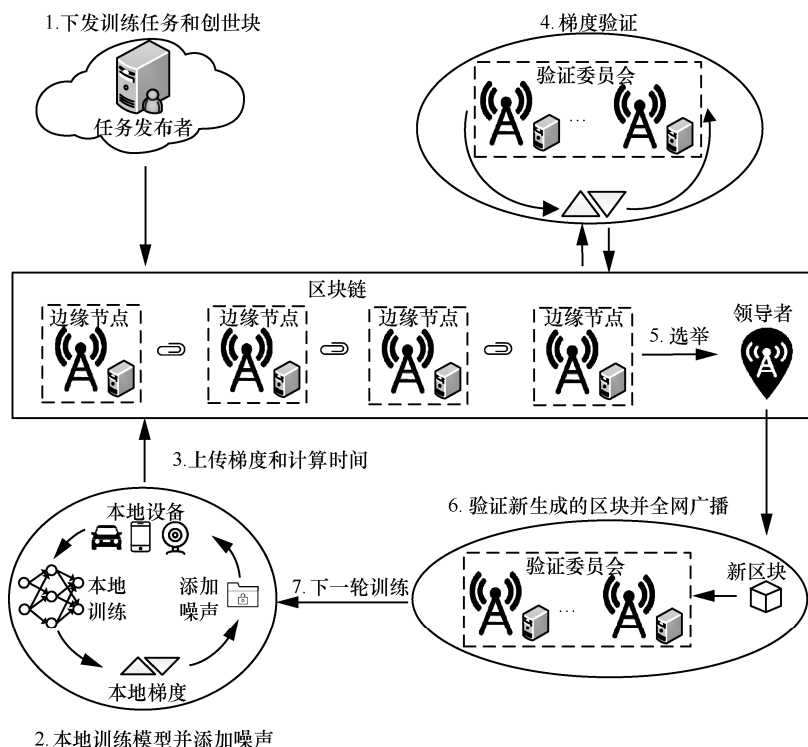 1.下发训练任务和创世块
任务发布者
4.梯度验证
验证委员会
...
区块链
边缘节点
边缘节点
边缘节点
边缘节点
5.选举
领导者
3.上传梯度和计算时间
本地设备
本地
训练
添加
噪声
本地梯度
2.本地训练模型并添加噪声
6.验证新生成的区块并全网广播
验证委员会
...
新区块
7.下一轮训练